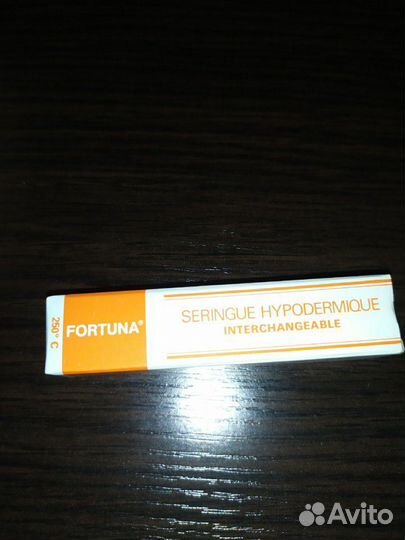 250° C
FORTUNA®
SERINGUE HYPODERMIQUE
INTERCHANGEABLE
Avito